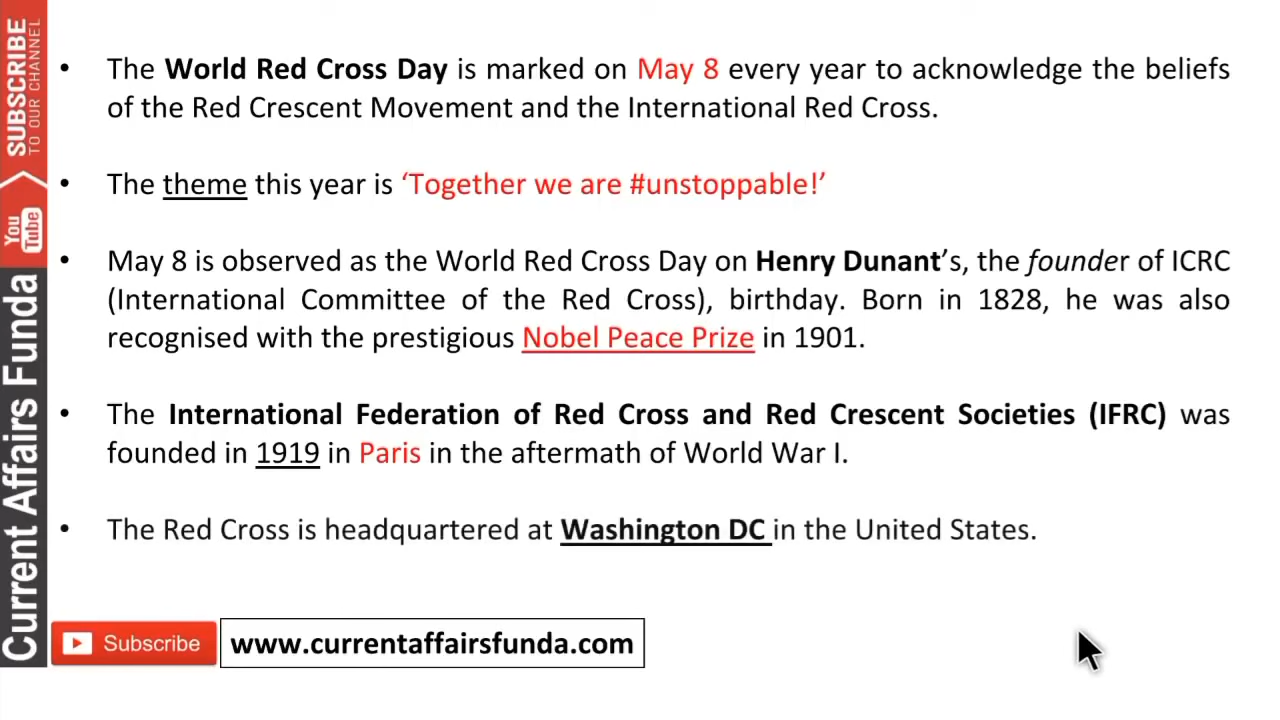 SUBSCRIBE
TO OUR CHANNEL
You
Tube
Current Affairs Funda
• The World Red Cross Day is marked on May 8 every year to acknowledge the beliefs
of the Red Crescent Movement and the International Red Cross.
• The theme this year is ‘Together we are #unstoppable!’
• May 8 is observed as the World Red Cross Day on Henry Dunant’s, the founder of ICRC
(International Committee of the Red Cross), birthday. Born in 1828, he was also
recognised with the prestigious Nobel Peace Prize in 1901.
• The International Federation of Red Cross and Red Crescent Societies (IFRC) was
founded in 1919 in Paris in the aftermath of World War I.
• The Red Cross is headquartered at Washington DC in the United States.
Subscribe
www.currentaffairsfunda.com